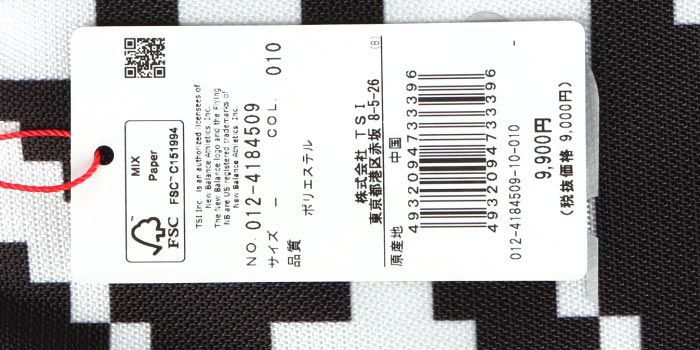 MIX
Paper
FSC™ C151994
FSC™
TSI Inc. is an authorized licensees of
New Balance Athletics, Inc.
The New Balance logo and the Flying
NB are US registered trademarks of
New Balance Athletics, Inc.
NO. 012-4184509
サイズ — COL. 010
品質
ポリエステル
株式会社 TSI
東京都港区赤坂 8-5-26 (B)
原産地 中国
4932094733396
4932094733396
012-4184509-10-010 -
9,900円
(税抜価格 9,000円)